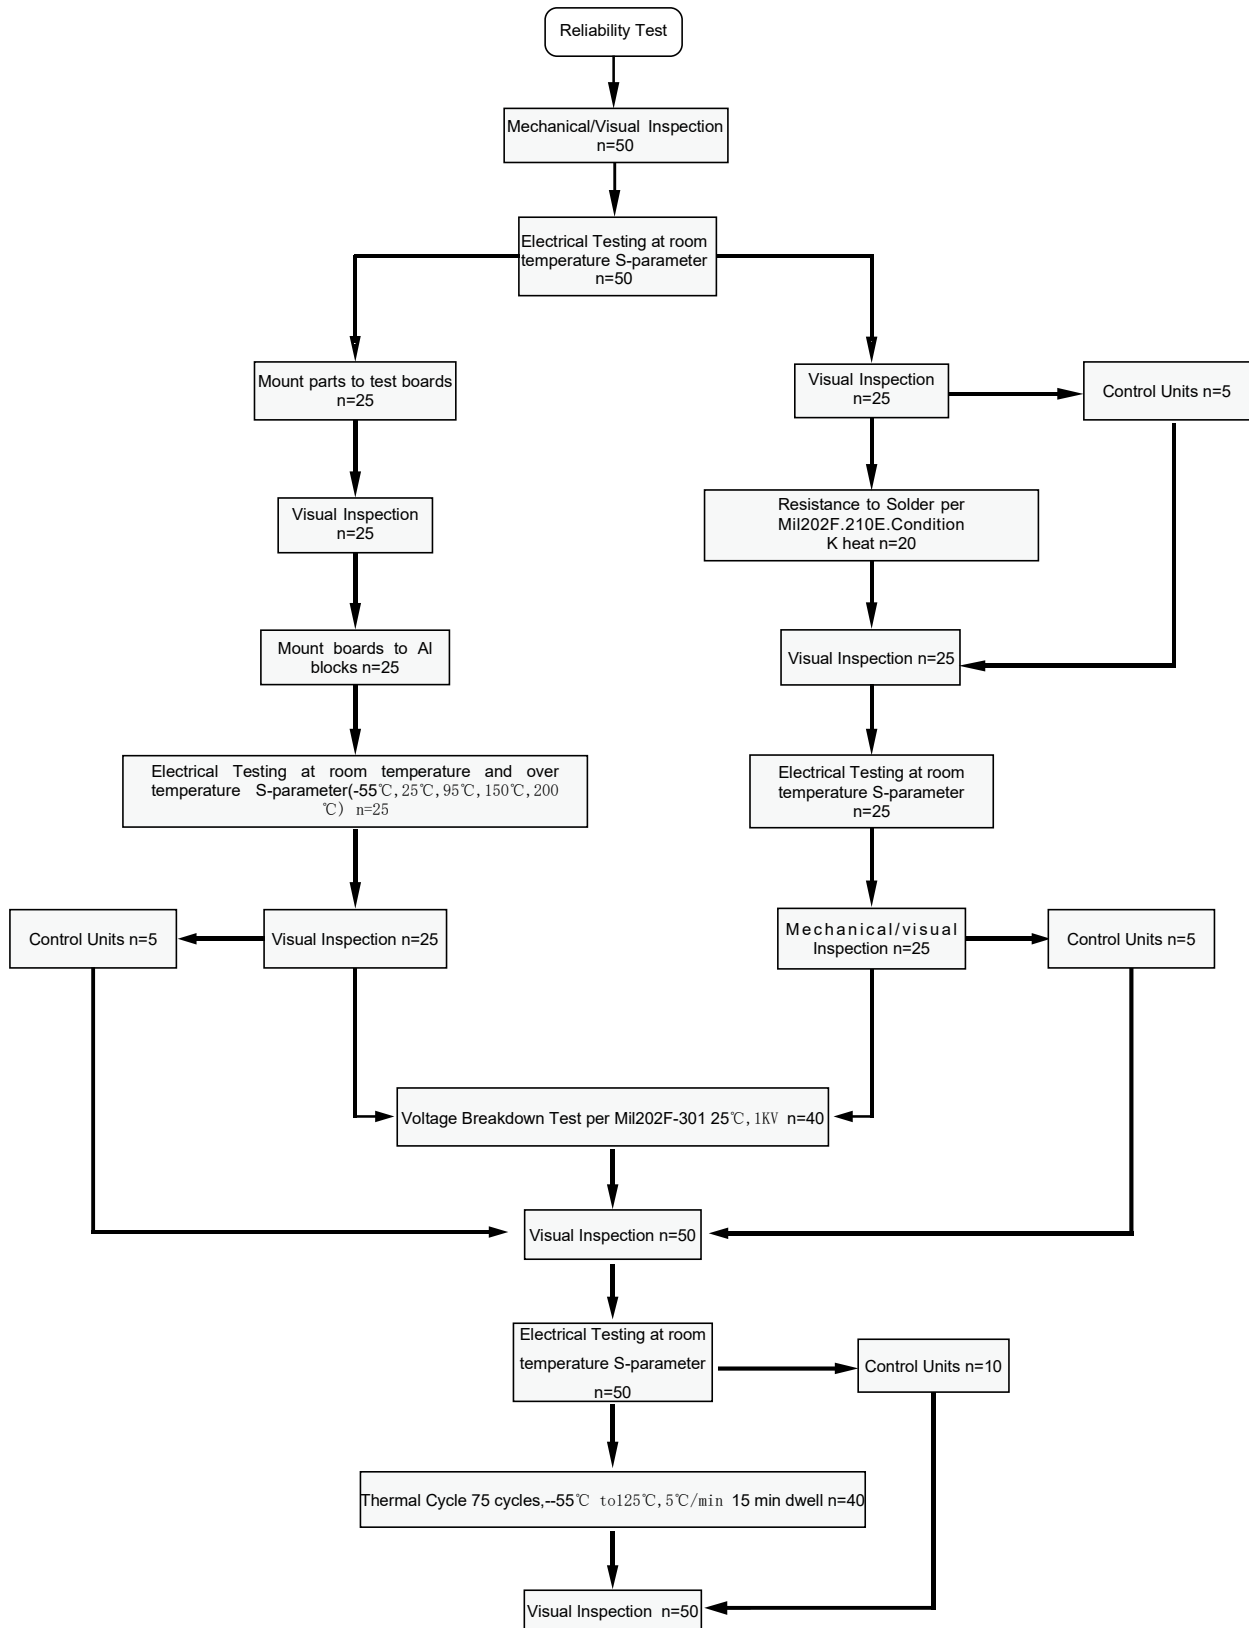 Reliability Test
Mechanical/Visual Inspection
n=50
Electrical Testing at room
temperature S-parameter
n=50
Mount parts to test boards
n=25
Visual Inspection
n=25
Control Units n=5
Visual Inspection
n=25
Resistance to Solder per
Mil202F.210E.Condition
K heat n=20
Mount boards to Al
blocks n=25
Visual Inspection n=25
Electrical Testing at room temperature and over
temperature S-parameter(-55℃,25℃,95℃,150℃,200
℃) n=25
Electrical Testing at room
temperature S-parameter
n=25
Control Units n=5
Visual Inspection n=25
Mechanical/visual
Inspection n=25
Control Units n=5
Voltage Breakdown Test per Mil202F-301 25℃,1KV n=40
Visual Inspection n=50
Electrical Testing at room
temperature S-parameter
n=50
Control Units n=10
Thermal Cycle 75 cycles,--55℃ to125℃,5℃/min 15 min dwell n=40
Visual Inspection n=50